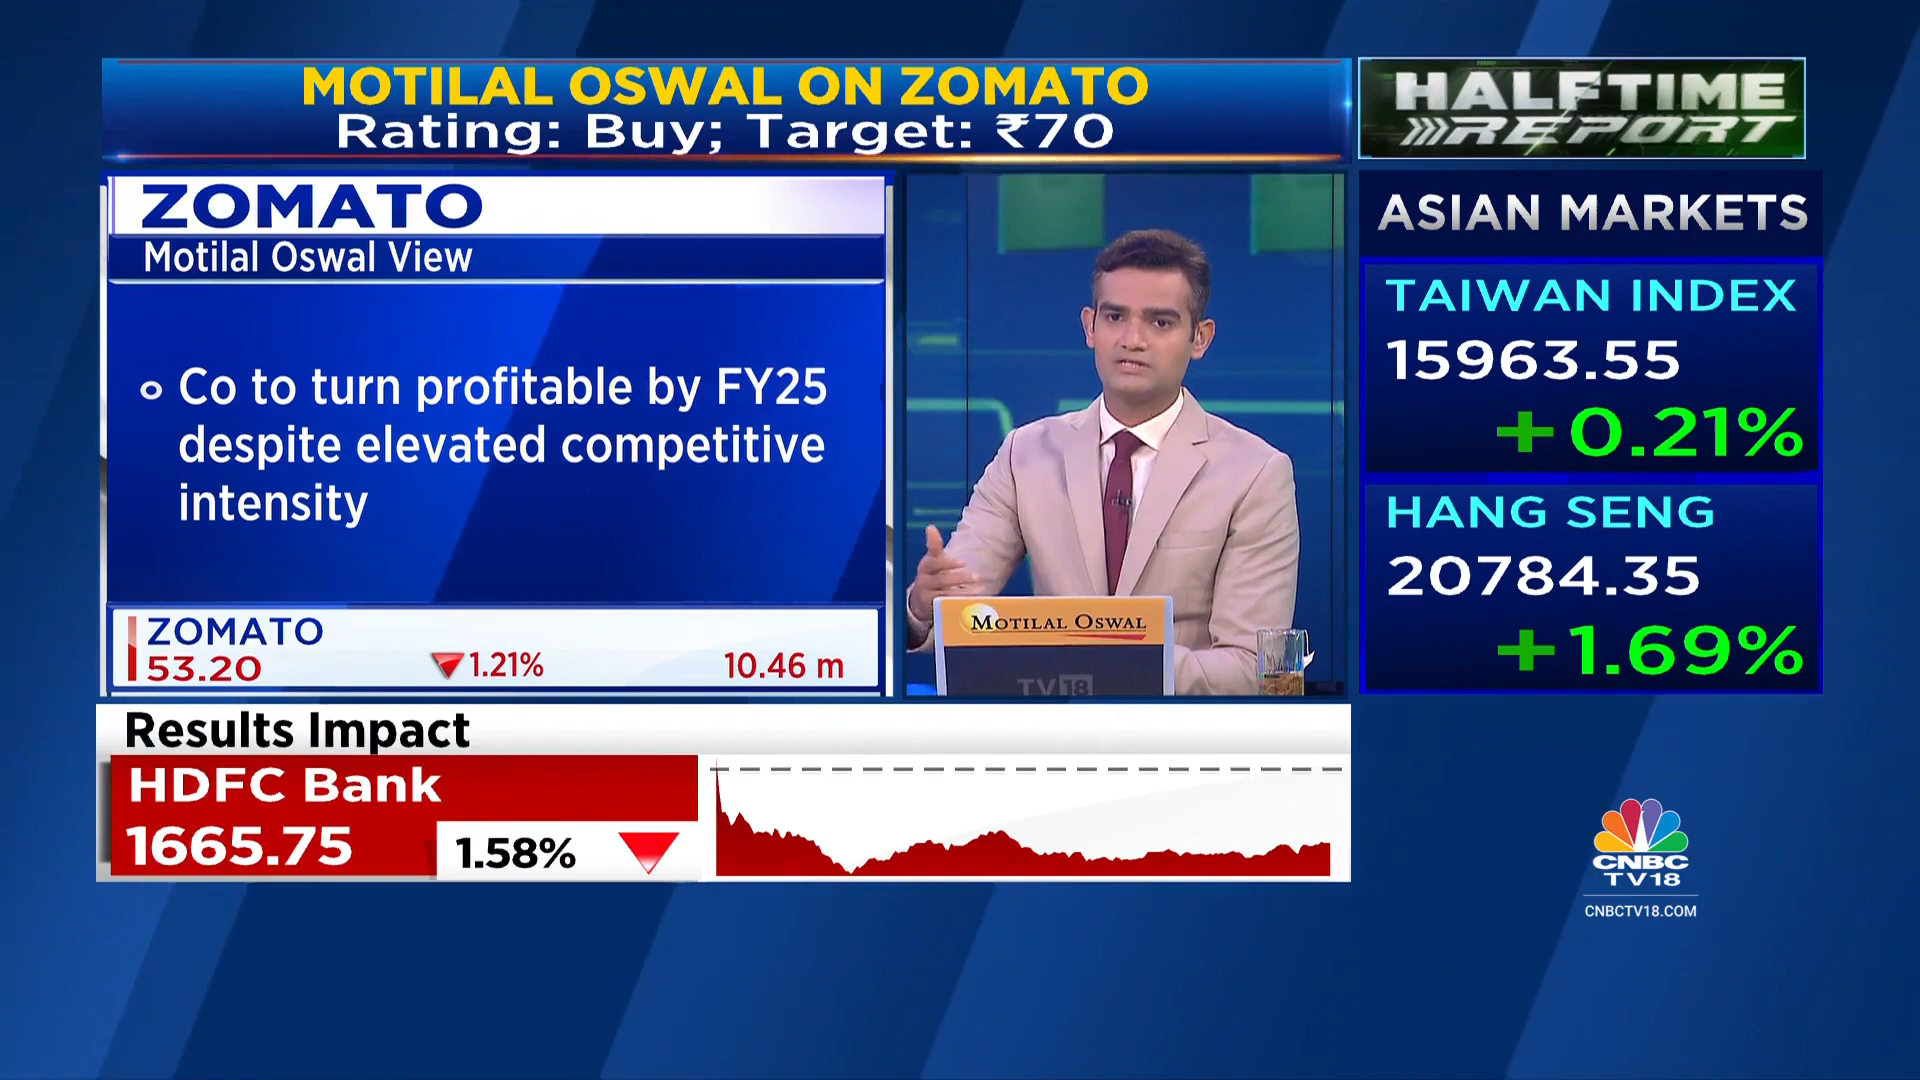 MOTILAL OSWAL ON ZOMATO
Rating: Buy; Target: ₹70
HALFTIME
REPORT
ZOMATO
Motilal Oswal View
Co to turn profitable by FY25
despite elevated competitive
intensity
ZOMATO
53.20
1.21%
10.46 m
MOTILAL OSWAL
TV18
ASIAN MARKETS
TAIWAN INDEX
15963.55
+0.21%
HANG SENG
20784.35
+1.69%
Results Impact
HDFC Bank
1665.75
1.58%
CNBC
TV18
CNBCTV18.COM